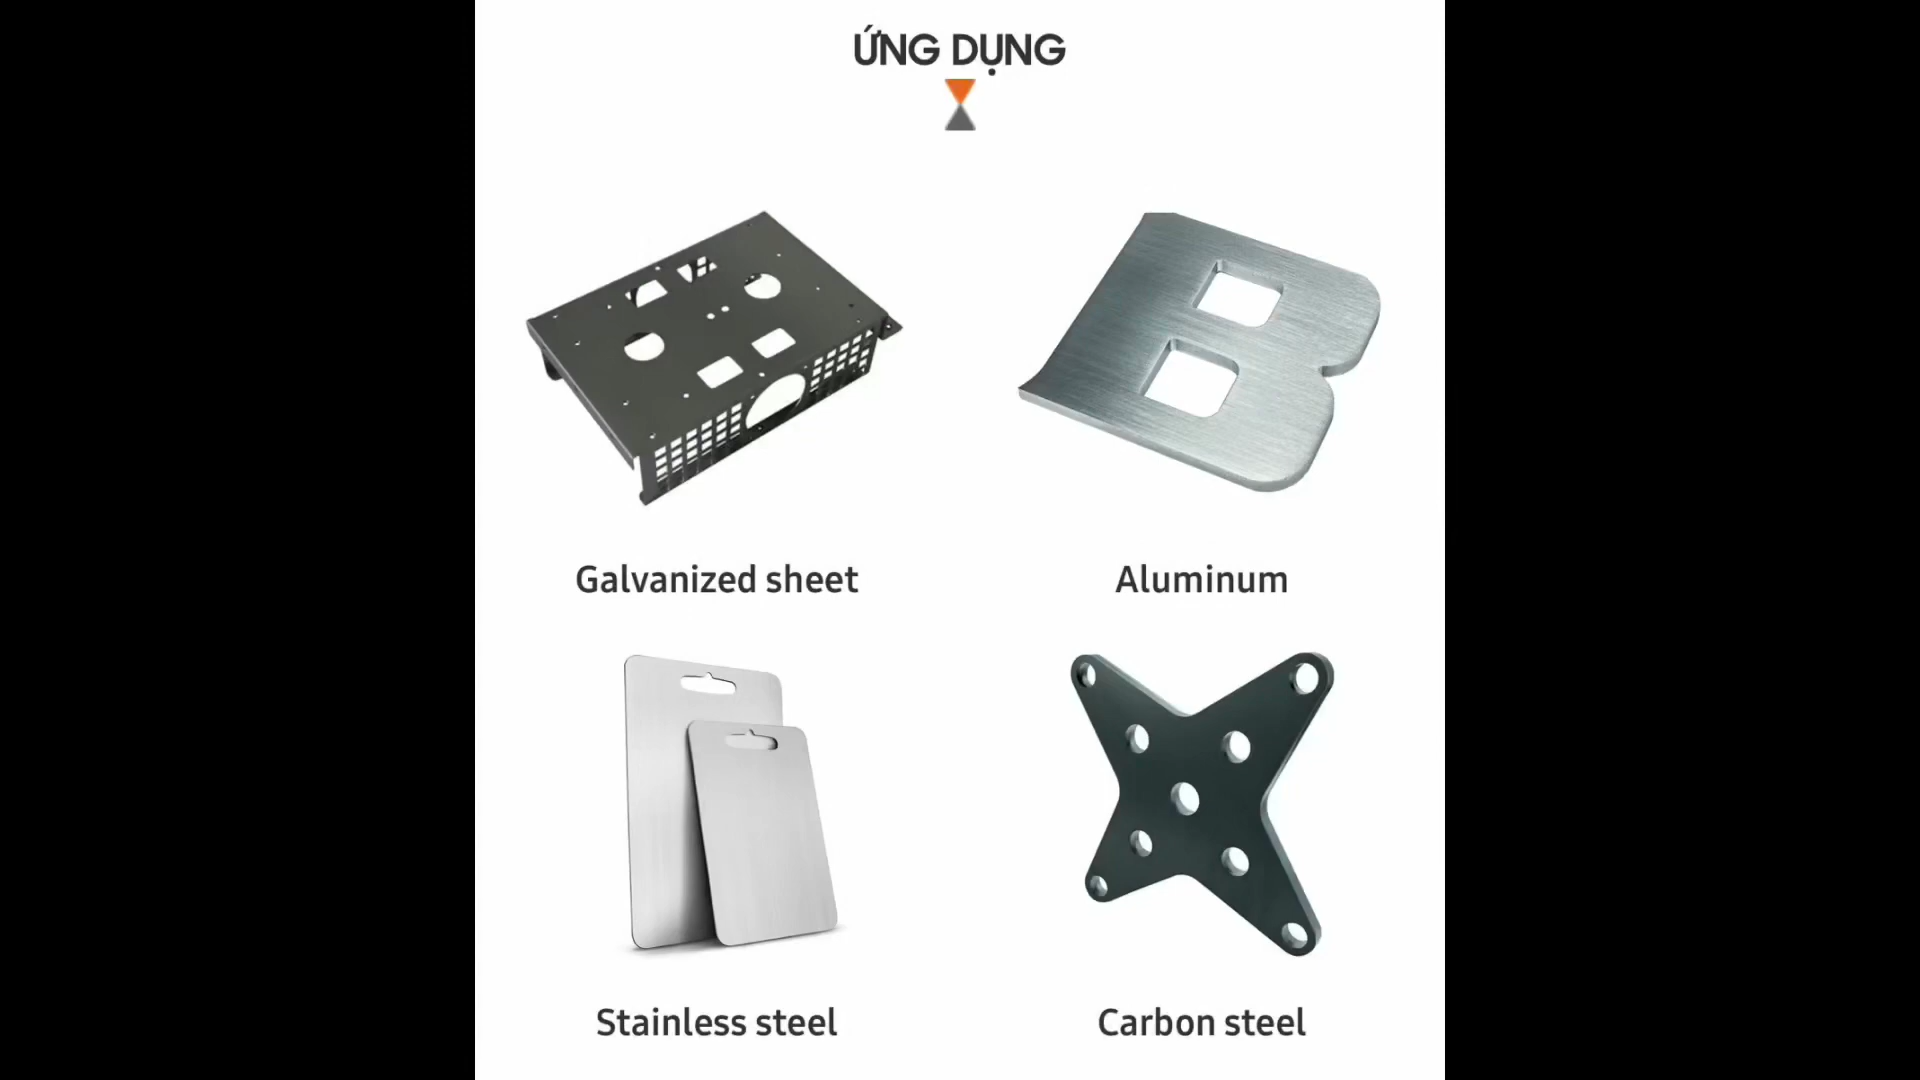 ỨNG DỤNG
Galvanized sheet
Aluminum
Stainless steel
Carbon steel